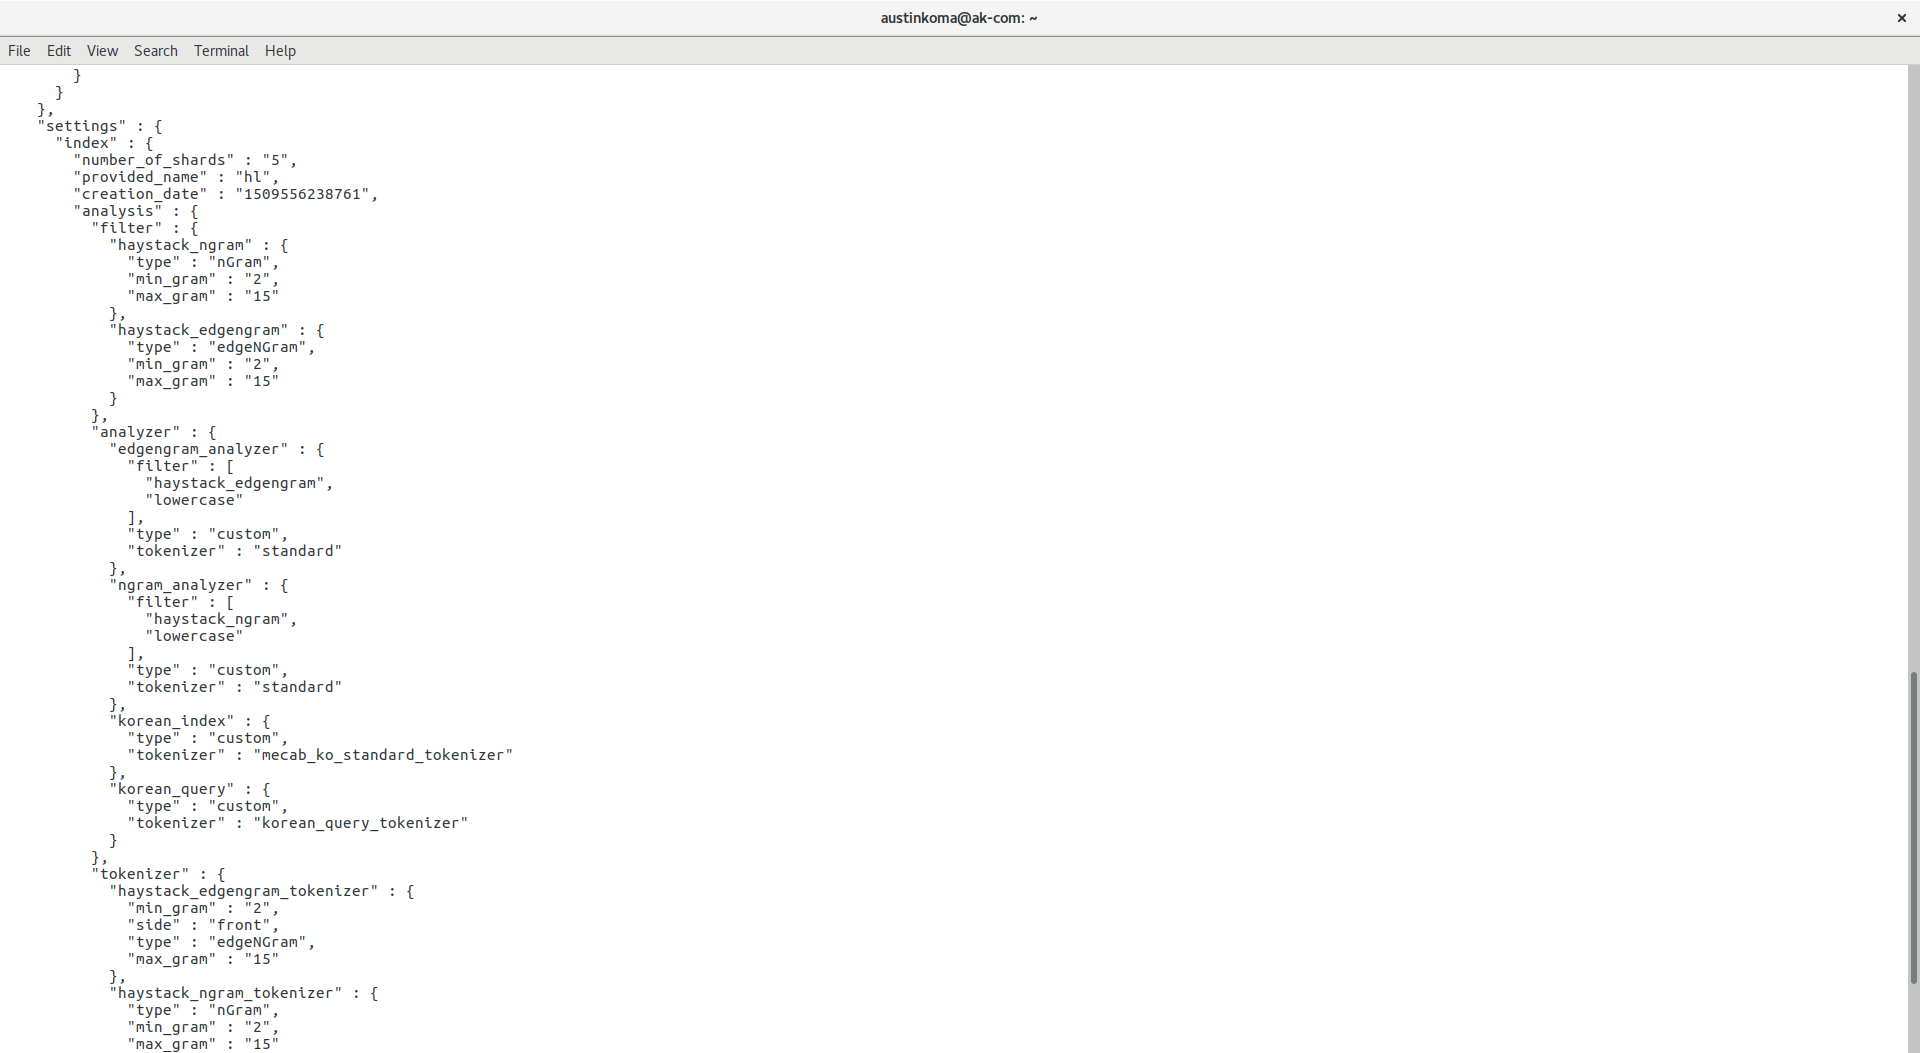 austinkoma@ak-com: ~
×
File Edit View Search Terminal Help
        }
      }
    },
    "settings" : {
      "index" : {
        "number_of_shards" : "5",
        "provided_name" : "hl",
        "creation_date" : "1509556238761",
        "analysis" : {
          "filter" : {
            "haystack_ngram" : {
              "type" : "nGram",
              "min_gram" : "2",
              "max_gram" : "15"
            },
            "haystack_edgengram" : {
              "type" : "edgeNGram",
              "min_gram" : "2",
              "max_gram" : "15"
            }
          },
          "analyzer" : {
            "edgengram_analyzer" : {
              "filter" : [
                "haystack_edgengram",
                "lowercase"
              ],
              "type" : "custom",
              "tokenizer" : "standard"
            },
            "ngram_analyzer" : {
              "filter" : [
                "haystack_ngram",
                "lowercase"
              ],
              "type" : "custom",
              "tokenizer" : "standard"
            },
            "korean_index" : {
              "type" : "custom",
              "tokenizer" : "mecab_ko_standard_tokenizer"
            },
            "korean_query" : {
              "type" : "custom",
              "tokenizer" : "korean_query_tokenizer"
            }
          },
          "tokenizer" : {
            "haystack_edgengram_tokenizer" : {
              "min_gram" : "2",
              "side" : "front",
              "type" : "edgeNGram",
              "max_gram" : "15"
            },
            "haystack_ngram_tokenizer" : {
              "type" : "nGram",
              "min_gram" : "2",
              "max_gram" : "15"